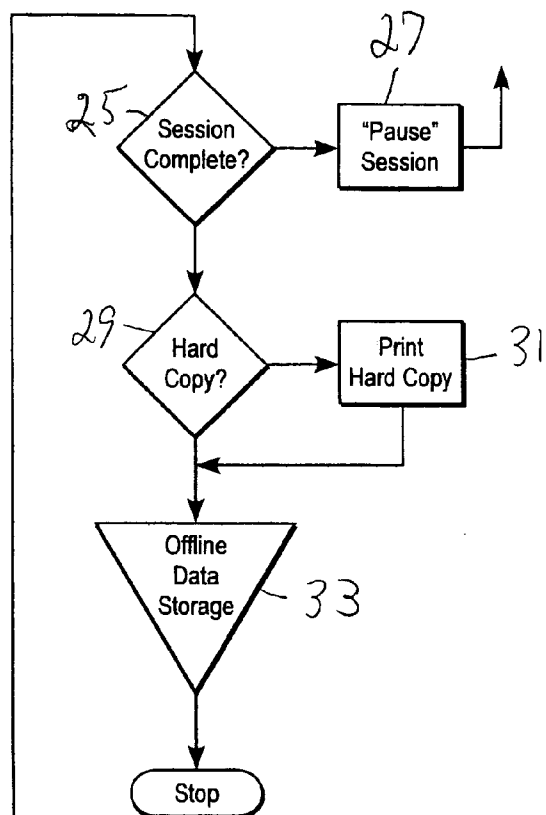 27
25
Session
Complete?
"Pause"
Session
29
Hard
Copy?
Print
Hard Copy
31
Offline
Data
Storage
33
Stop